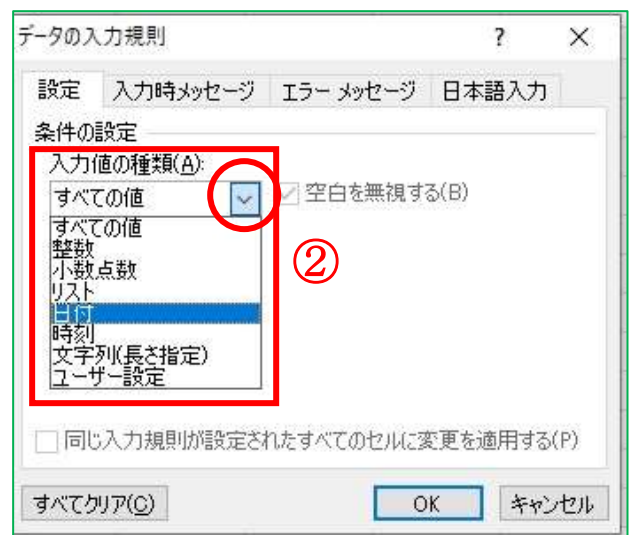 データの入力規則 ? ×
設定 入力時メッセージ エラー メッセージ 日本語入力
条件の設定
入力値の種類(A):
すべての値 空白を無視する(B)
すべての値
整数
小数点数
リスト
日付
時刻
文字列(長さ指定)
ユーザー設定
②
同じ入力規則が設定されたすべてのセルに変更を適用する(P)
すべてクリア(C) OK キャンセル